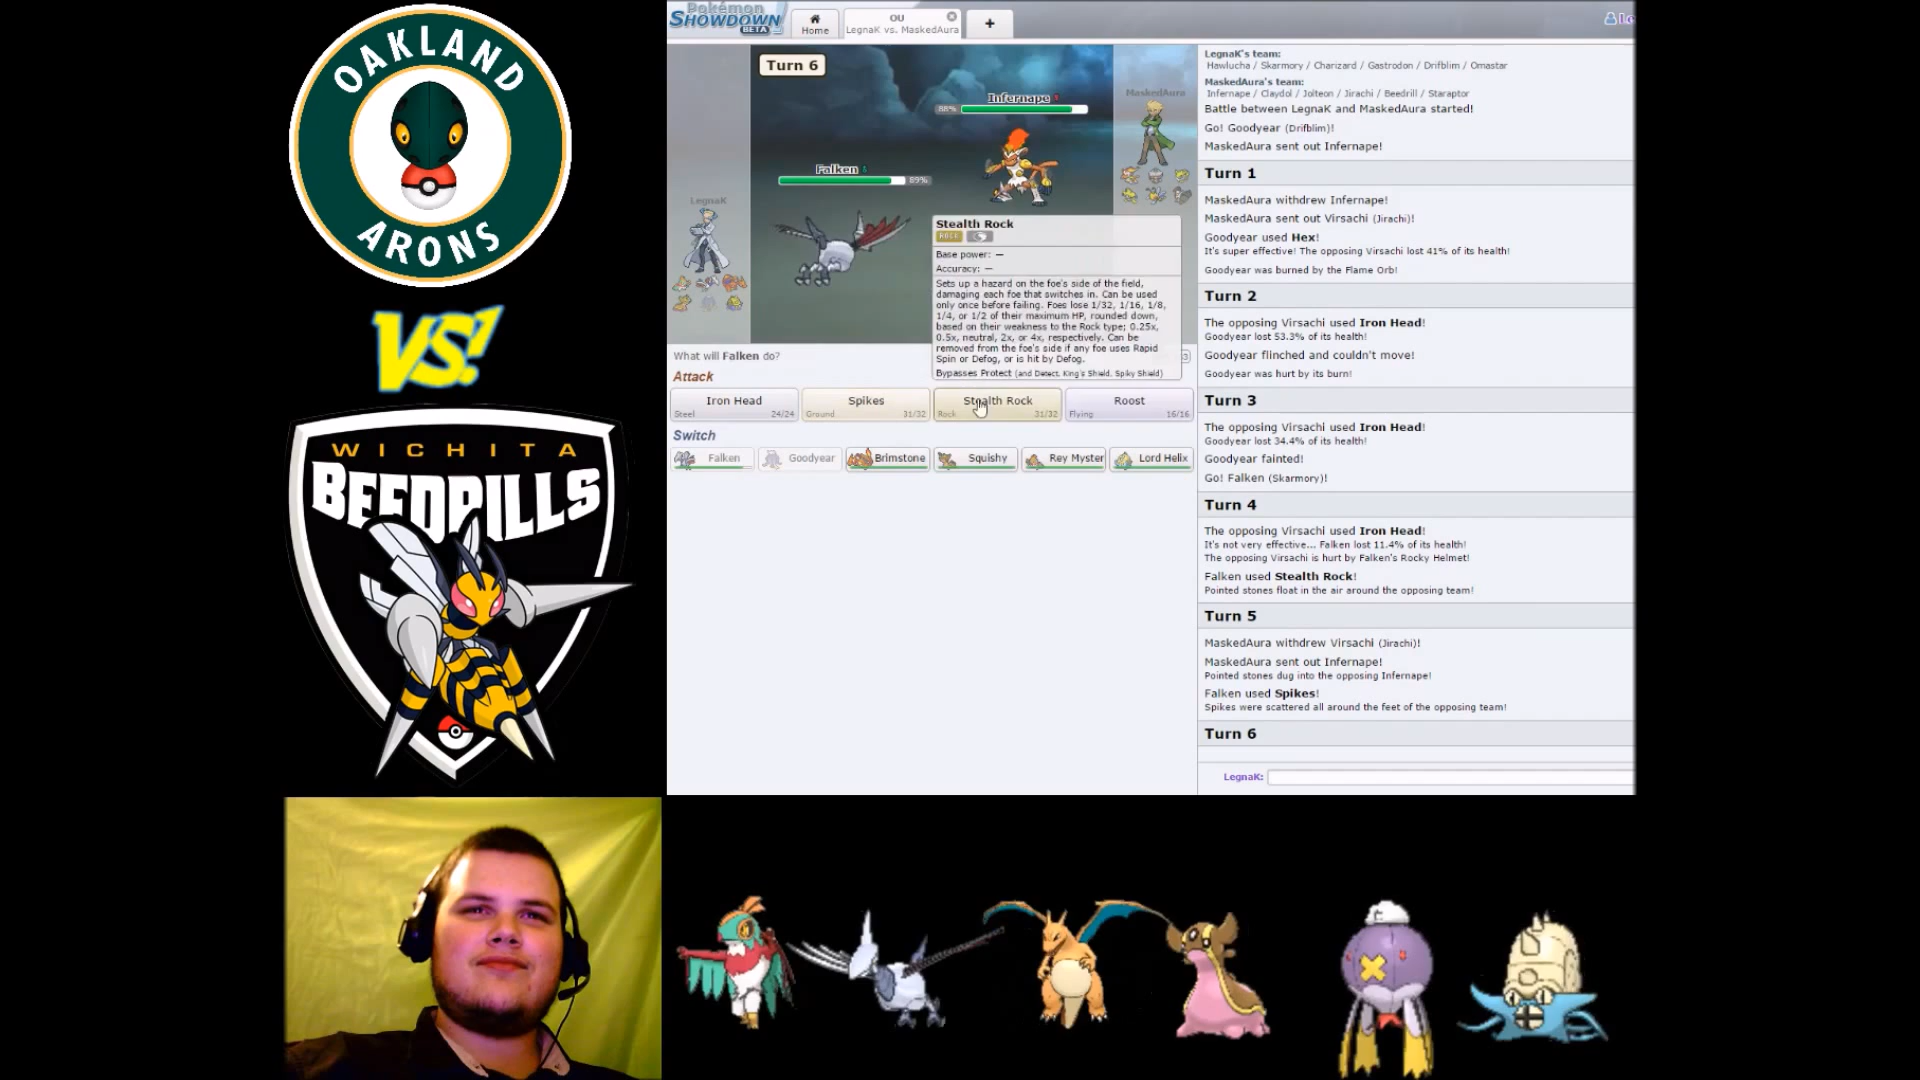 OAKLAND
ARONS
VS!
WICHITA
BEEDRILLS
Pokémon
SHOWDOWN
BETA
Home
OU
LegnaK vs. MaskedAura
+
Turn 6
Infernape
88%
Falken
89%
LegnaK
MaskedAura
Stealth Rock
ROCK
Base power: —
Accuracy: —
Sets up a hazard on the foe's side of the field,
damaging each foe that switches in. Can be used
only once before failing. Foes lose 1/32, 1/16, 1/8,
1/4, or 1/2 of their maximum HP, rounded down,
based on their weakness to the Rock type; 0.25x,
0.5x, neutral, 2x, or 4x, respectively. Can be
removed from the foe's side if any foe uses Rapid
Spin or Defog, or is hit by Defog.
Bypasses Protect (and Detect, King's Shield, Spiky Shield)
What will Falken do?
Attack
Iron Head
Steel 24/24
Spikes
Ground 31/32
Stealth Rock
Rock 31/32
Roost
Flying 16/16
Switch
Falken
Goodyear
Brimstone
Squishy
Rey Myster
Lord Helix
LegnaK's team:
Hawlucha / Skarmory / Charizard / Gastrodon / Drifblim / Omastar
MaskedAura's team:
Infernape / Claydol / Jolteon / Jirachi / Beedrill / Staraptor
Battle between LegnaK and MaskedAura started!
Go! Goodyear (Drifblim)!
MaskedAura sent out Infernape!
Turn 1
MaskedAura withdrew Infernape!
MaskedAura sent out Virsachi (Jirachi)!
Goodyear used Hex!
It's super effective! The opposing Virsachi lost 41% of its health!
Goodyear was burned by the Flame Orb!
Turn 2
The opposing Virsachi used Iron Head!
Goodyear lost 53.3% of its health!
Goodyear flinched and couldn't move!
Goodyear was hurt by its burn!
Turn 3
The opposing Virsachi used Iron Head!
Goodyear lost 34.4% of its health!
Goodyear fainted!
Go! Falken (Skarmory)!
Turn 4
The opposing Virsachi used Iron Head!
It's not very effective... Falken lost 11.4% of its health!
The opposing Virsachi is hurt by Falken's Rocky Helmet!
Falken used Stealth Rock!
Pointed stones float in the air around the opposing team!
Turn 5
MaskedAura withdrew Virsachi (Jirachi)!
MaskedAura sent out Infernape!
Pointed stones dug into the opposing Infernape!
Falken used Spikes!
Spikes were scattered all around the feet of the opposing team!
Turn 6
LegnaK: